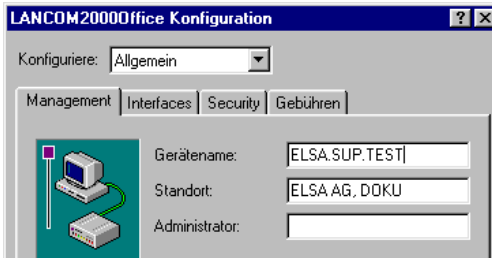 LANCOM2000Office Konfiguration
Konfiguriere: Allgemein
Management Interfaces Security Gebühren
Gerätename: ELSA.SUP.TEST
Standort: ELSA AG, DOKU
Administrator: